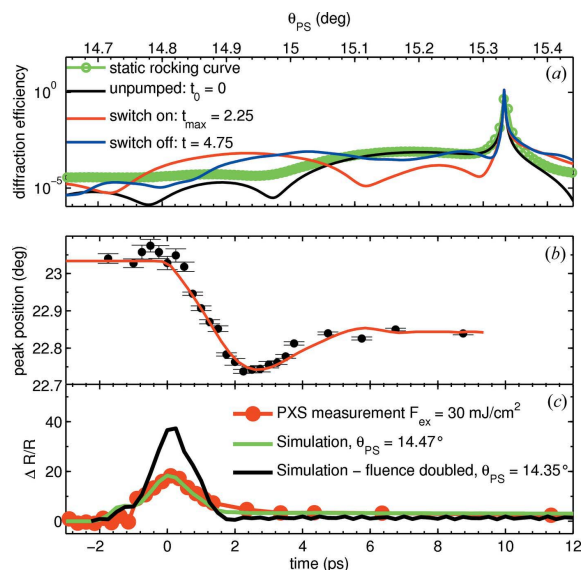 θPS (deg)
14.7 14.8 14.9 15 15.1 15.2 15.3 15.4
diffraction efficiency
10^0
10^-5
static rocking curve
unpumped: t0 = 0
switch on: tmax = 2.25
switch off: t = 4.75
(a)
peak position (deg)
23
22.9
22.8
22.7
(b)
Δ R/R
40
20
0
(c)
PXS measurement Fex = 30 mJ/cm²
Simulation, θPS = 14.47°
Simulation – fluence doubled, θPS = 14.35°
−2 0 2 4 6 8 10 12
time (ps)